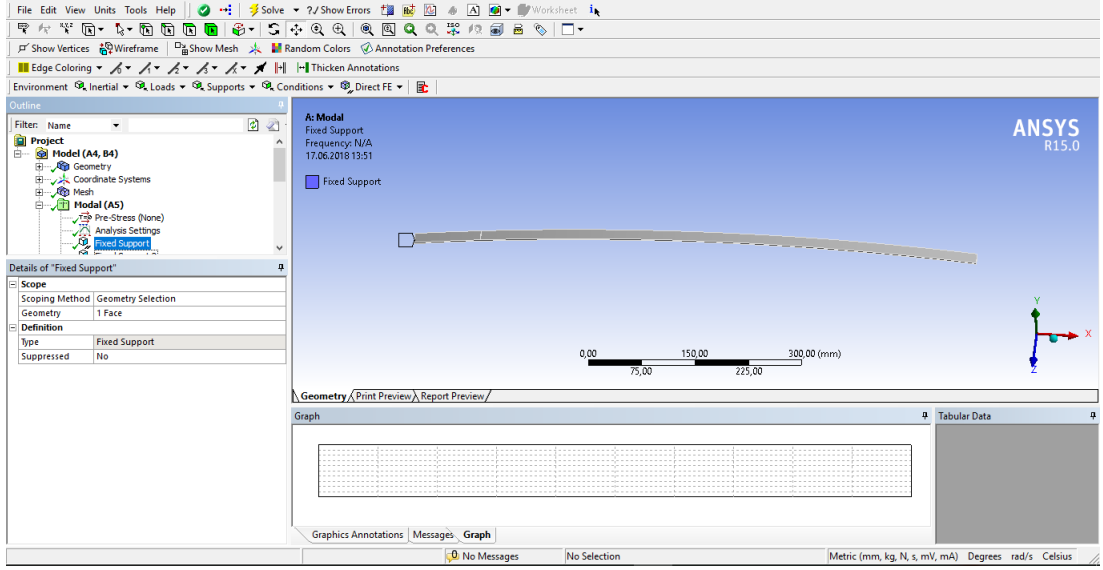 File Edit View Units Tools Help Solve ?/ Show Errors A Worksheet
ISO
Show Vertices Wireframe Show Mesh Random Colors Annotation Preferences
Edge Coloring Thicken Annotations
Environment Inertial Loads Supports Conditions Direct FE
Outline
Filter: Name
Project
Model (A4, B4)
Geometry
Coordinate Systems
Mesh
Modal (A5)
Pre-Stress (None)
Analysis Settings
Fixed Support
Details of "Fixed Support"
Scope
Scoping Method Geometry Selection
Geometry 1 Face
Definition
Type Fixed Support
Suppressed No
A: Modal
Fixed Support
Frequency: N/A
17.06.2018 13:51
Fixed Support
ANSYS
R15.0
Y
X
Z
0,00 150,00 300,00 (mm)
75,00 225,00
Geometry Print Preview Report Preview
Graph
Tabular Data
Graphics Annotations Messages Graph
0 No Messages No Selection Metric (mm, kg, N, s, mV, mA) Degrees rad/s Celsius